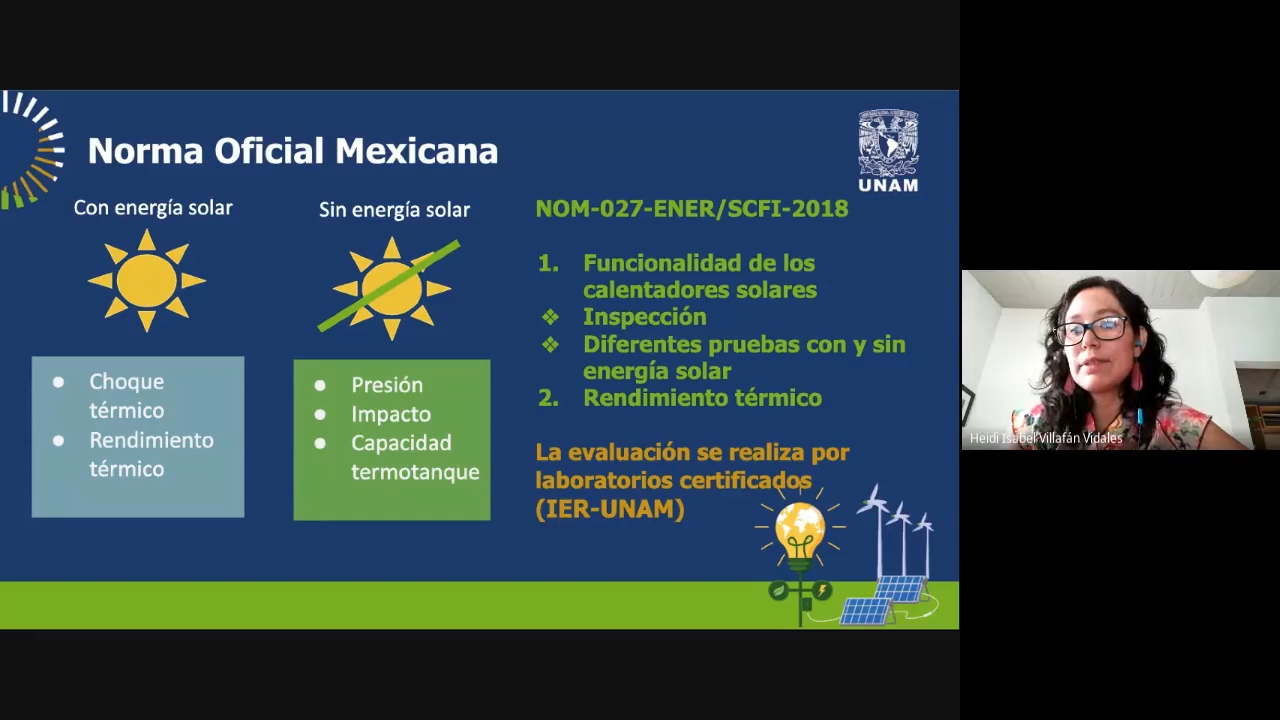 Norma Oficial Mexicana
UNAM
Con energía solar
Sin energía solar
● Choque
térmico
● Rendimiento
térmico
● Presión
● Impacto
● Capacidad
termotanque
NOM-027-ENER/SCFI-2018
1. Funcionalidad de los
calentadores solares
❖ Inspección
❖ Diferentes pruebas con y sin
energía solar
2. Rendimiento térmico
La evaluación se realiza por
laboratorios certificados
(IER-UNAM)
Heidi Isabel Villafán Vidales